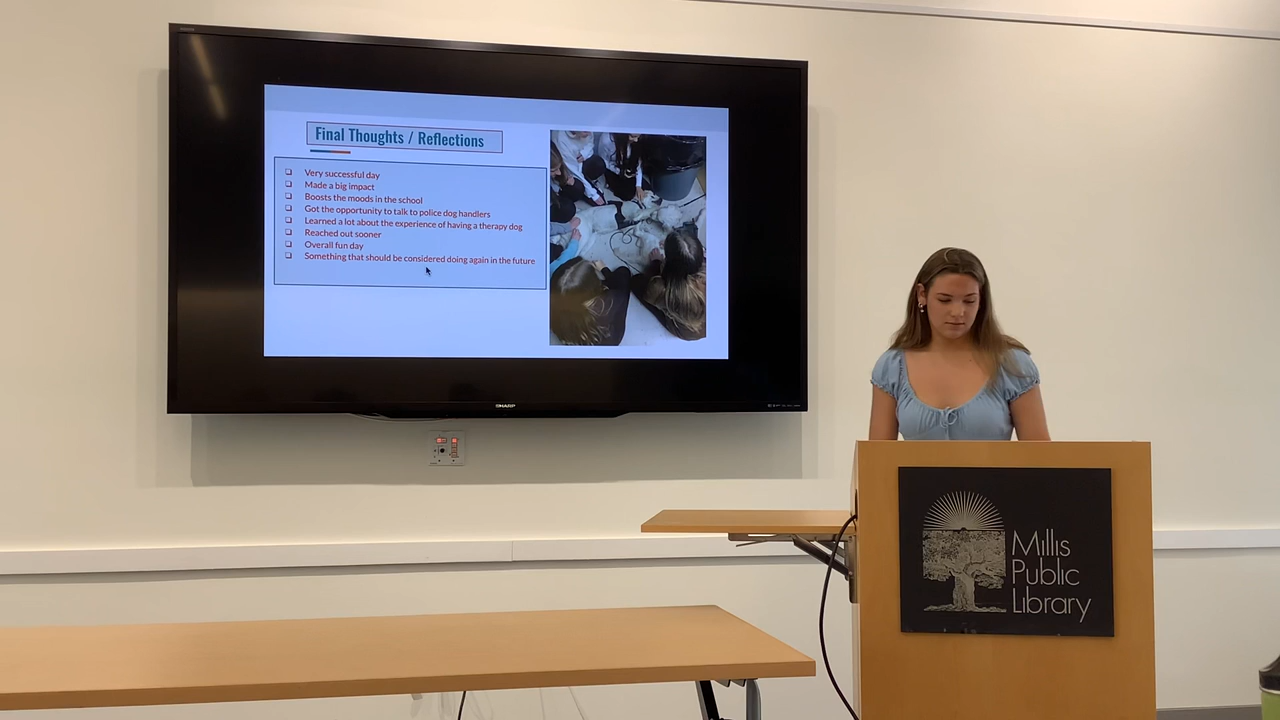 Final Thoughts / Reflections
Very successful day
Made a big impact
Boosts the moods in the school
Got the opportunity to talk to police dog handlers
Learned a lot about the experience of having a therapy dog
Reached out sooner
Overall fun day
Something that should be considered doing again in the future
SHARP
Millis
Public
Library